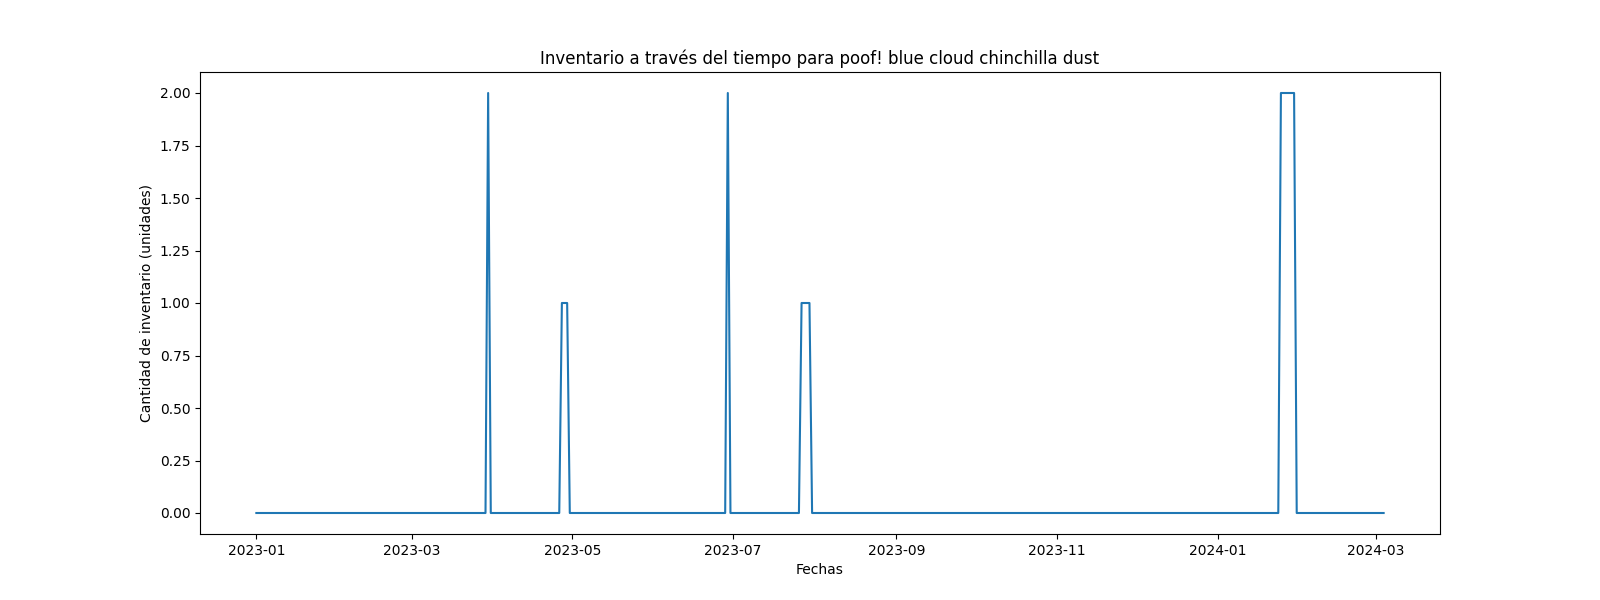 Inventario a través del tiempo para poof! blue cloud chinchilla dust
Cantidad de inventario (unidades)
2.00
1.75
1.50
1.25
1.00
0.75
0.50
0.25
0.00
2023-01 2023-03 2023-05 2023-07 2023-09 2023-11 2024-01 2024-03
Fechas